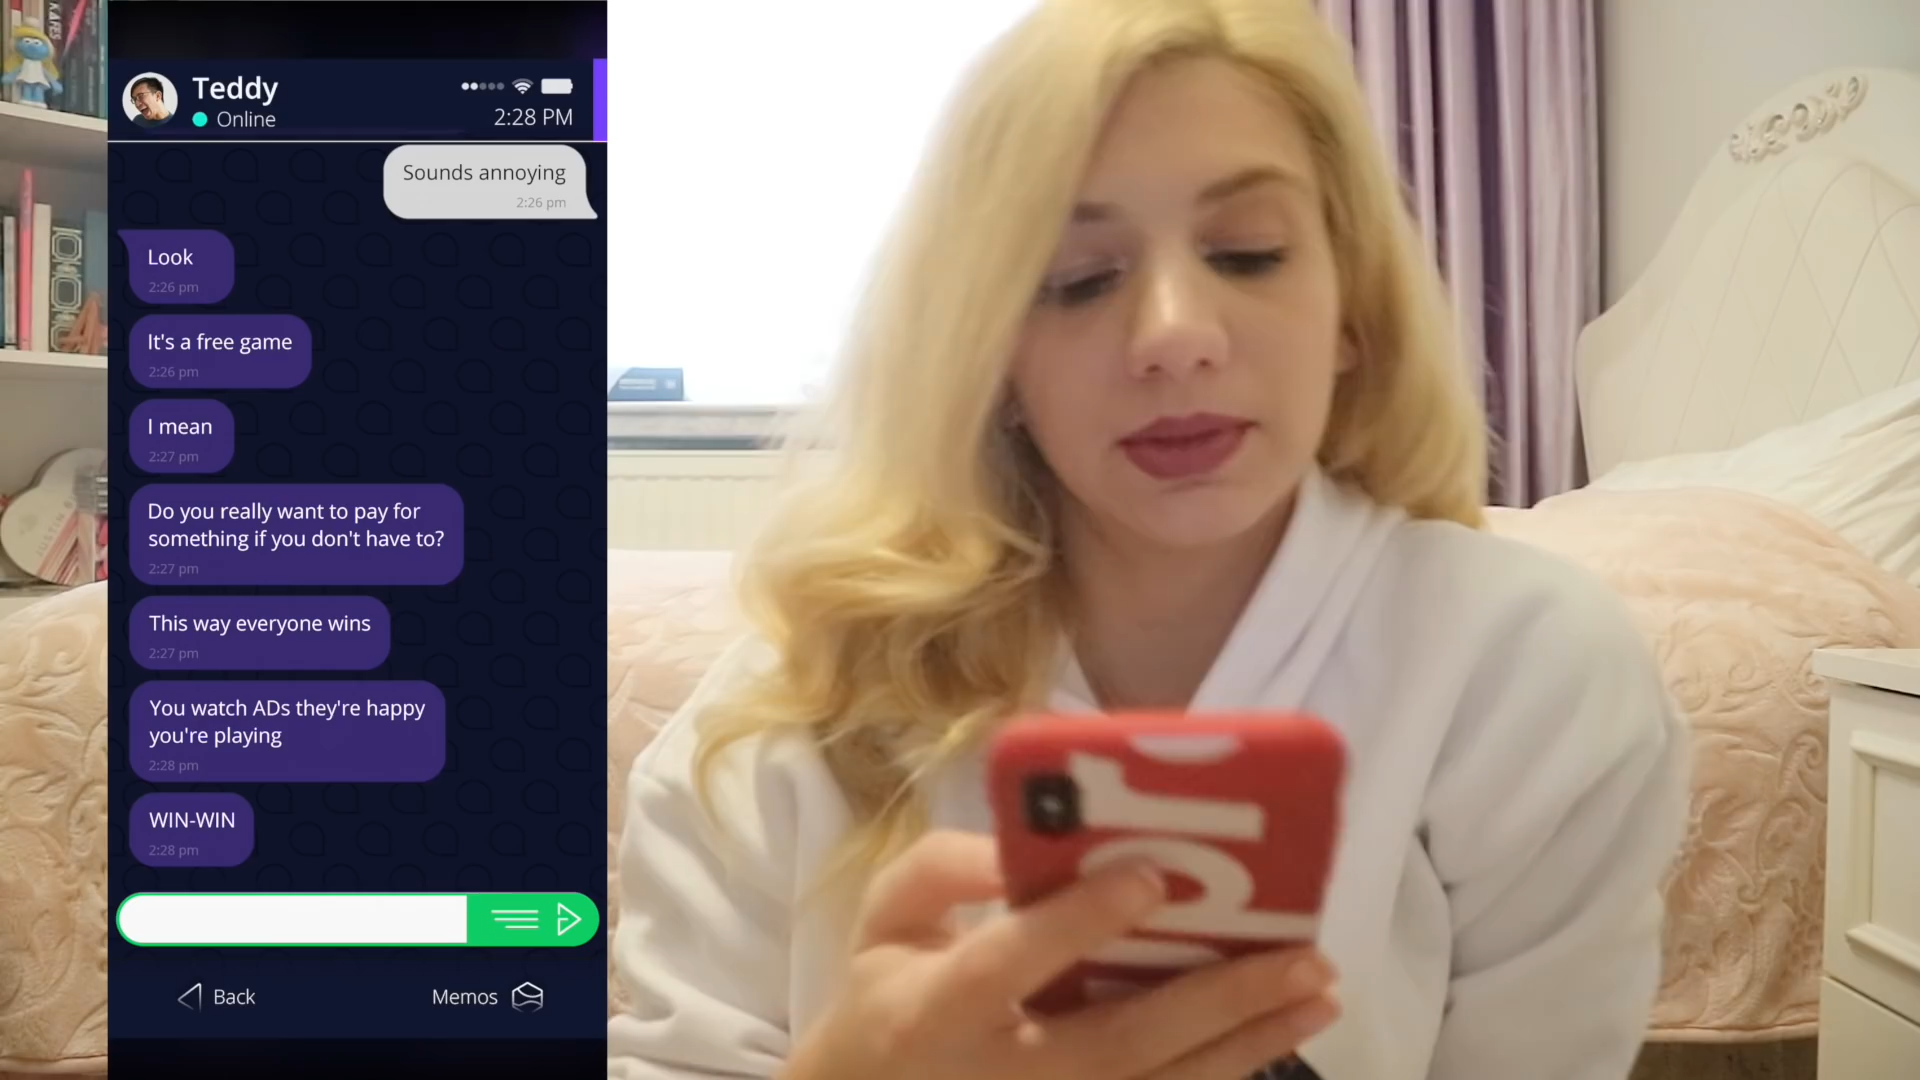 Teddy
Online
2:28 PM
Sounds annoying
2:26 pm
Look
2:26 pm
It's a free game
2:26 pm
I mean
2:27 pm
Do you really want to pay for
something if you don't have to?
2:27 pm
This way everyone wins
2:27 pm
You watch ADs they're happy
you're playing
2:28 pm
WIN-WIN
2:28 pm
Back
Memos